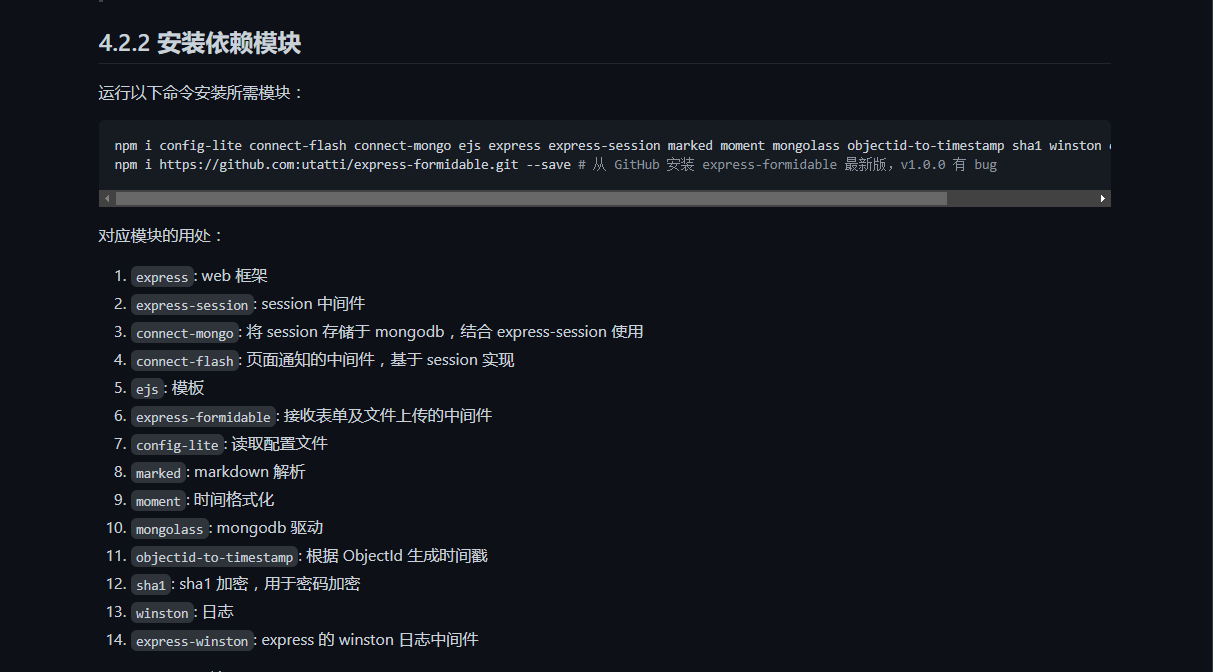 4.2.2 安装依赖模块
运行以下命令安装所需模块：
npm i config-lite connect-flash connect-mongo ejs express express-session marked moment mongolass objectid-to-timestamp sha1 winston
npm i https://github.com:utatti/express-formidable.git --save # 从 GitHub 安装 express-formidable 最新版，v1.0.0 有 bug
对应模块的用处：
1. express: web 框架
2. express-session: session 中间件
3. connect-mongo: 将 session 存储于 mongodb，结合 express-session 使用
4. connect-flash: 页面通知的中间件，基于 session 实现
5. ejs: 模板
6. express-formidable: 接收表单及文件上传的中间件
7. config-lite: 读取配置文件
8. marked: markdown 解析
9. moment: 时间格式化
10. mongolass: mongodb 驱动
11. objectid-to-timestamp: 根据 ObjectId 生成时间戳
12. sha1: sha1 加密，用于密码加密
13. winston: 日志
14. express-winston: express 的 winston 日志中间件